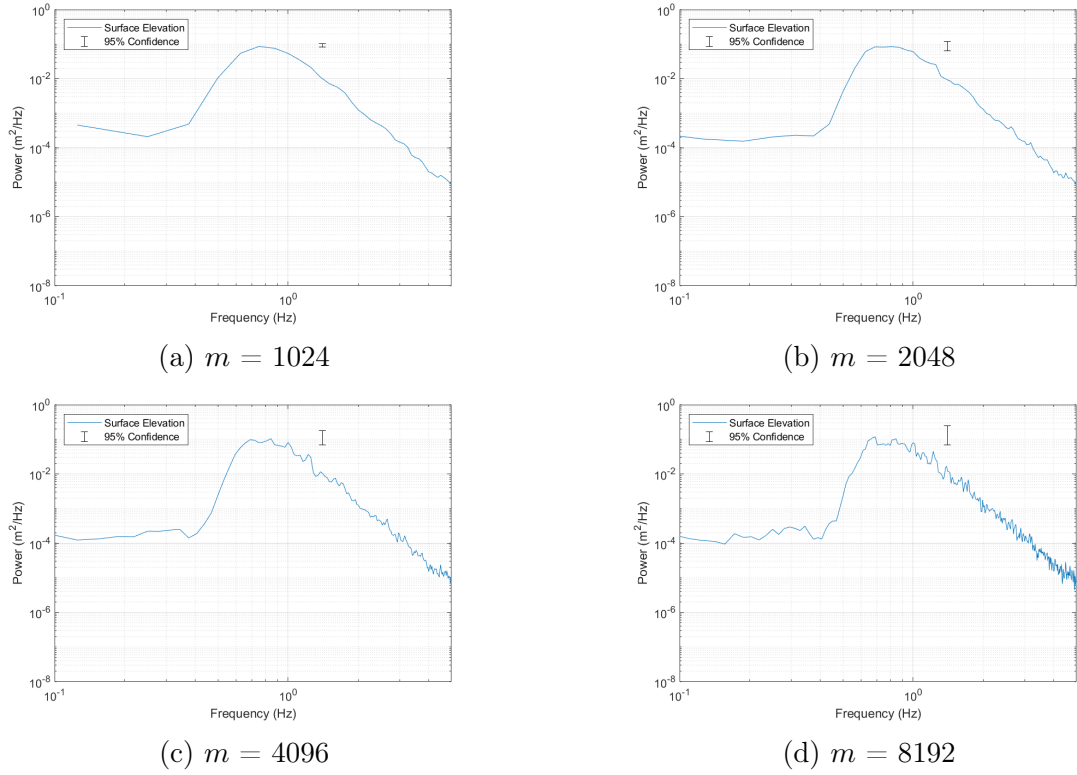 10^0
10^-2
10^-4
10^-6
10^-8
Power (m^2/Hz)
Surface Elevation
95% Confidence
10^-1
10^0
Frequency (Hz)
(a) m = 1024
10^0
10^-2
10^-4
10^-6
10^-8
Power (m^2/Hz)
Surface Elevation
95% Confidence
10^-1
10^0
Frequency (Hz)
(b) m = 2048
10^0
10^-2
10^-4
10^-6
10^-8
Power (m^2/Hz)
Surface Elevation
95% Confidence
10^-1
10^0
Frequency (Hz)
(c) m = 4096
10^0
10^-2
10^-4
10^-6
10^-8
Power (m^2/Hz)
Surface Elevation
95% Confidence
10^-1
10^0
Frequency (Hz)
(d) m = 8192